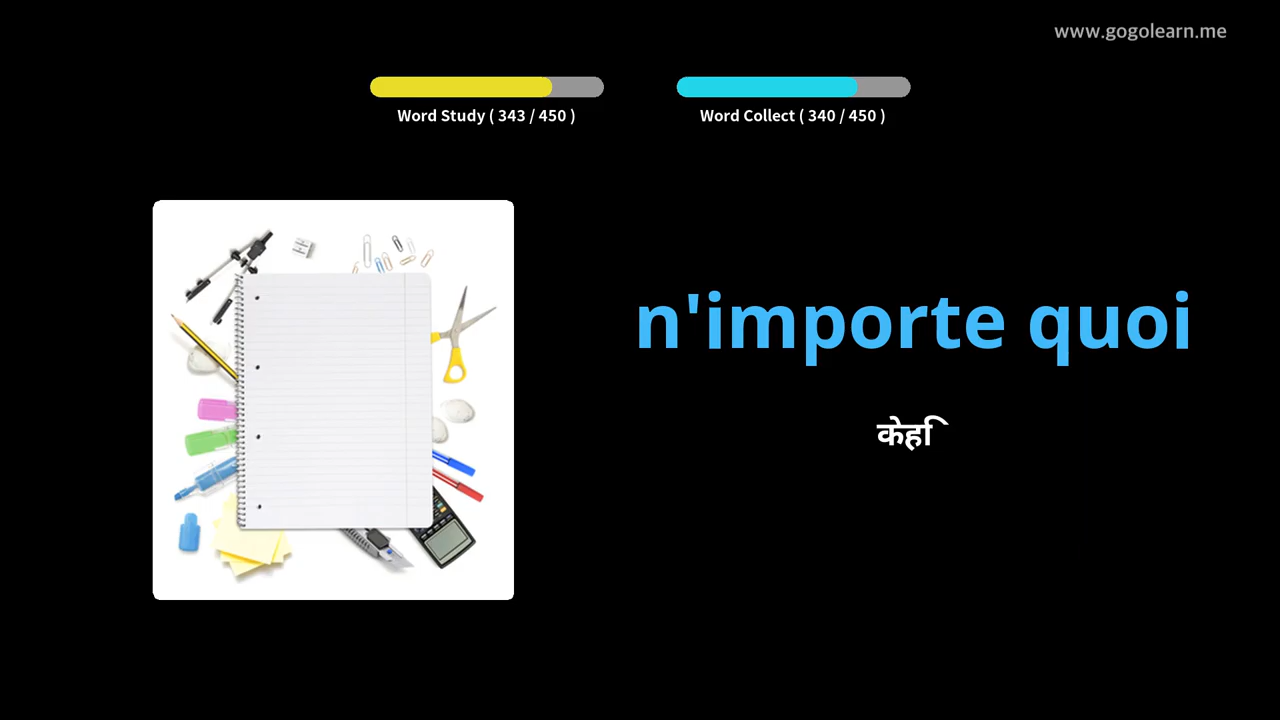 www.gogolearn.me
Word Study ( 343 / 450 )
Word Collect ( 340 / 450 )
n'importe quoi
केहि